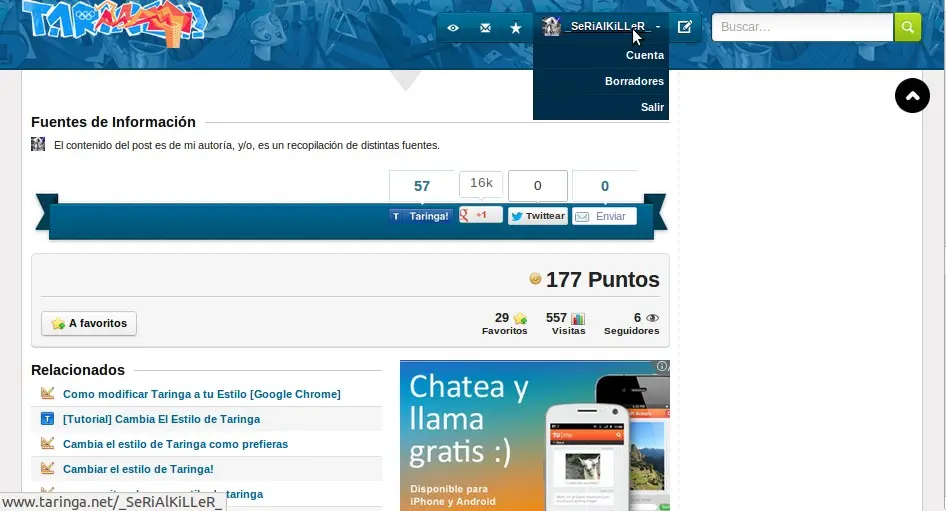 TARINGA!
_SeRiAlKiLLeR_
Buscar...
Cuenta
Borradores
Salir
Fuentes de Información
El contenido del post es de mi autoría, y/o, es un recopilación de distintas fuentes.
57 16k 0 0
T Taringa! +1 Twittear Enviar
177 Puntos
A favoritos
29 557 6
Favoritos Visitas Seguidores
Relacionados
Como modificar Taringa a tu Estilo [Google Chrome]
T [Tutorial] Cambia El Estilo de Taringa
Cambia el estilo de Taringa como prefieras
Cambiar el estilo de Taringa!
taringa
www.taringa.net/_SeRiAlKiLLeR_
Chatea y
llama
gratis :)
Disponible para
iPhone y Android